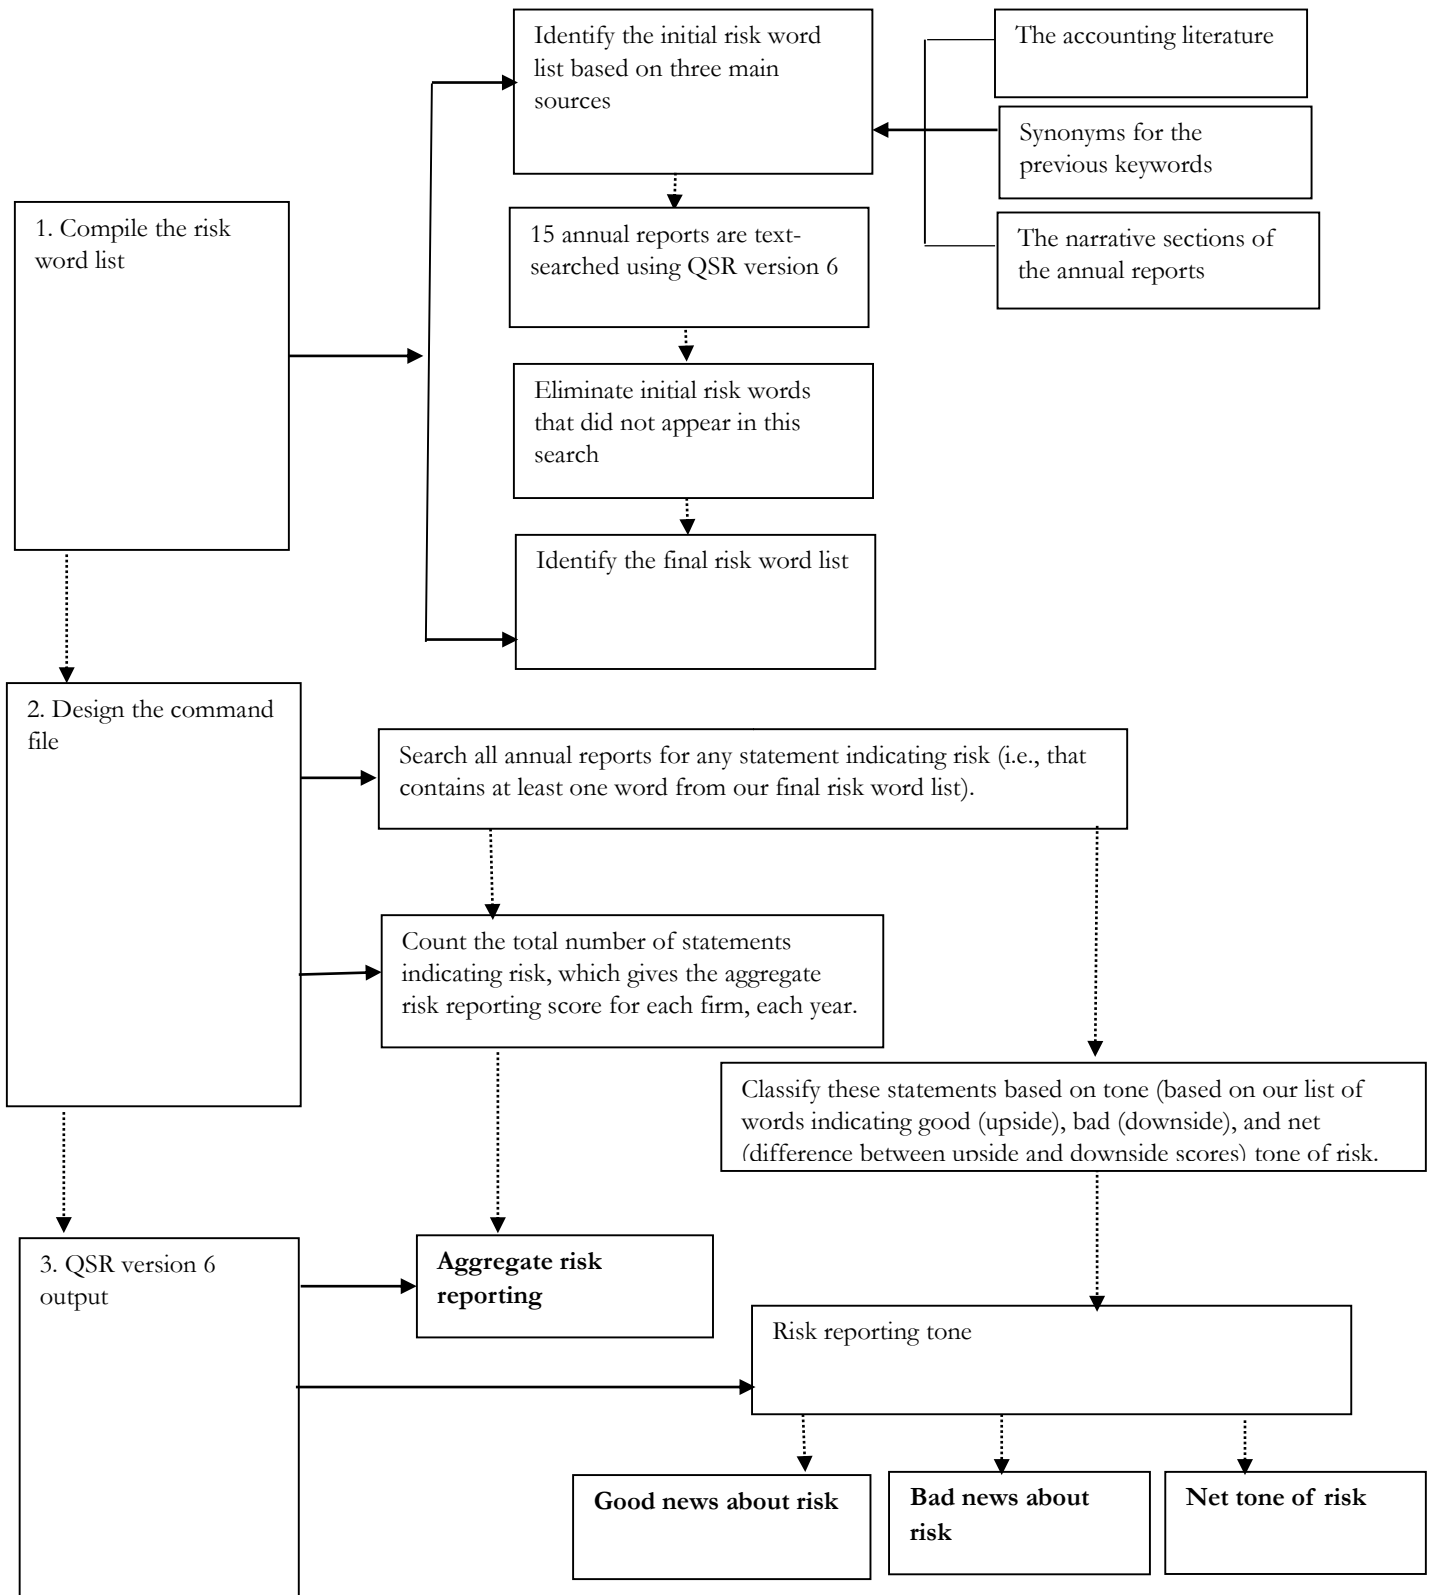 Identify the initial risk word
list based on three main
sources
The accounting literature
Synonyms for the
previous keywords
The narrative sections of
the annual reports
1. Compile the risk
word list
15 annual reports are text-
searched using QSR version 6
Eliminate initial risk words
that did not appear in this
search
Identify the final risk word list
2. Design the command
file
Search all annual reports for any statement indicating risk (i.e., that
contains at least one word from our final risk word list).
Count the total number of statements
indicating risk, which gives the aggregate
risk reporting score for each firm, each year.
Classify these statements based on tone (based on our list of
words indicating good (upside), bad (downside), and net
(difference between upside and downside scores) tone of risk.
3. QSR version 6
output
Aggregate risk
reporting
Risk reporting tone
Good news about risk
Bad news about
risk
Net tone of risk